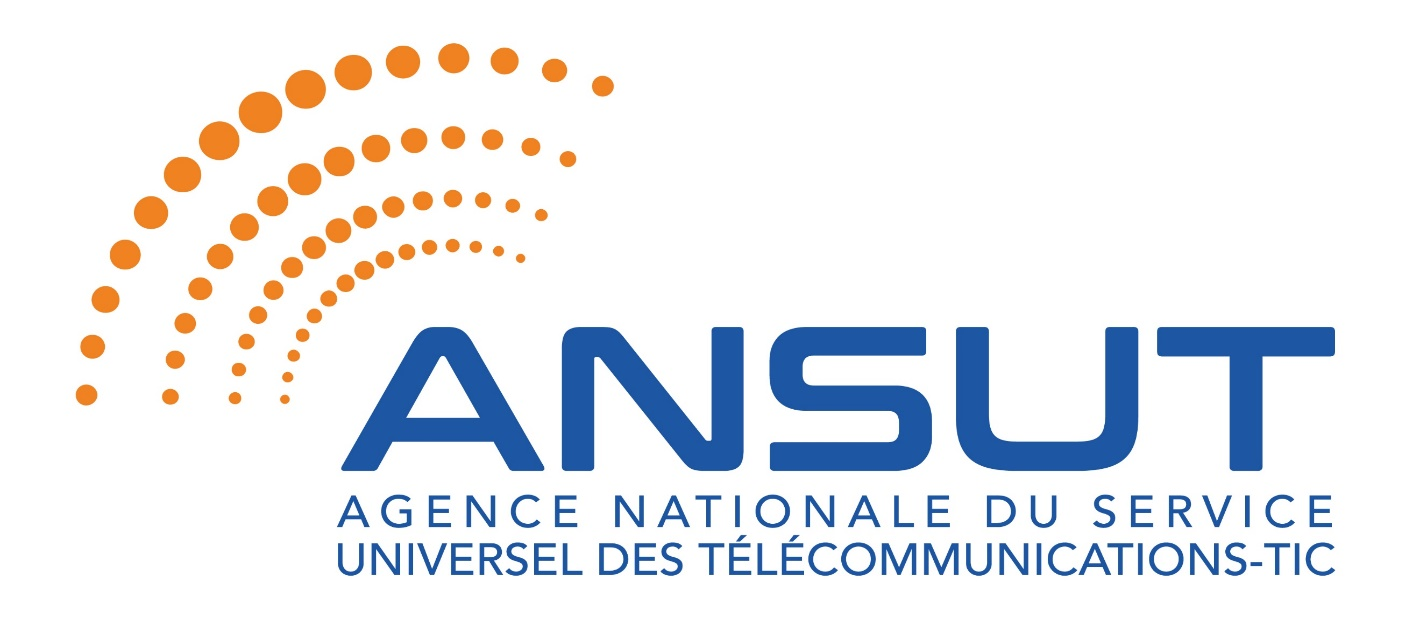 ANSUT
AGENCE NATIONALE DU SERVICE
UNIVERSEL DES TÉLÉCOMMUNICATIONS-TIC